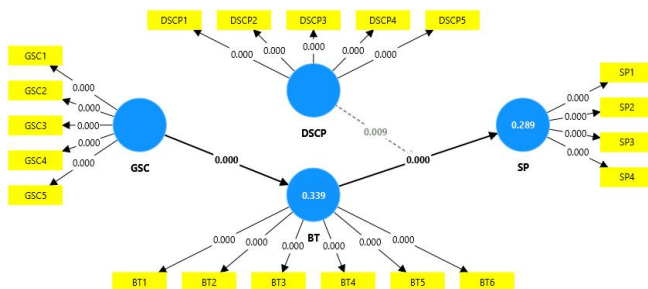 DSCP1 DSCP2 DSCP3 DSCP4 DSCP5
0.000 0.000 0.000 0.000 0.000
DSCP
GSC1
GSC2
GSC3
GSC4
GSC5
0.000
0.000
0.000
0.000
0.000
GSC
0.000
0.009
0.000
0.339
BT
0.289
SP
0.000
0.000
0.000
0.000
SP1
SP2
SP3
SP4
0.000 0.000 0.000 0.000 0.000 0.000
BT1 BT2 BT3 BT4 BT5 BT6